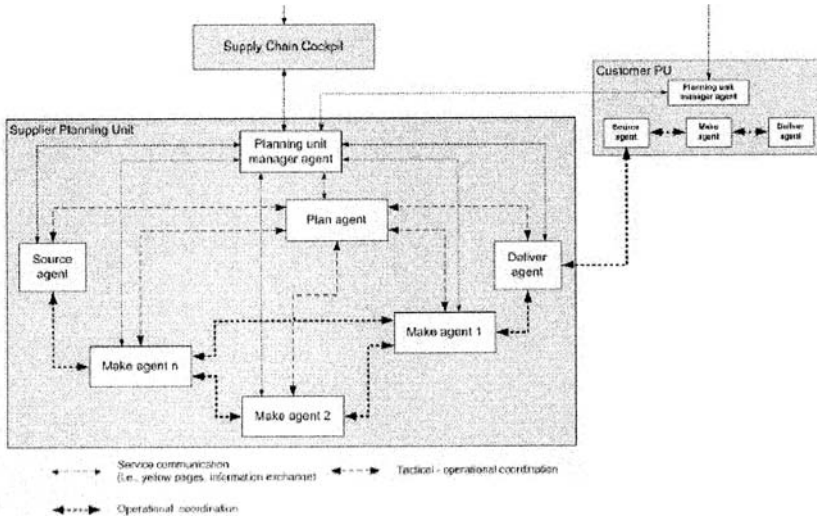 Supply Chain Cockpit
Customer PU
Planning unit
manager agent
Source
agent
Make
agent
Deliver
agent
Supplier Planning Unit
Planning unit
manager agent
Plan agent
Source
agent
Deliver
agent
Make agent 1
Make agent n
Make agent 2
Service communication
(i.e., yellow pages, information exchange)
Tactical - operational coordination
Operational coordination